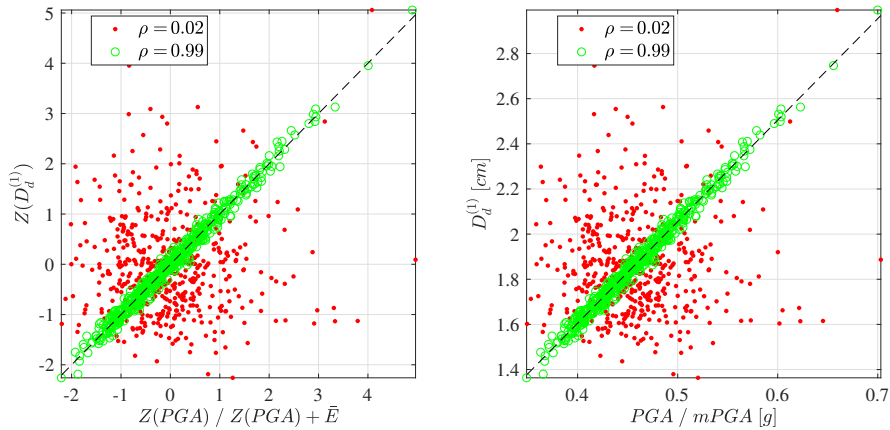 ρ = 0.02
ρ = 0.99
5
4
3
2
1
0
-1
-2
Z(D_d^{(1)})
-2 -1 0 1 2 3 4
Z(PGA) / Z(PGA) + Ē
ρ = 0.02
ρ = 0.99
2.8
2.6
2.4
2.2
2
1.8
1.6
1.4
D_d^{(1)} [cm]
0.4 0.5 0.6 0.7
PGA / mPGA [g]